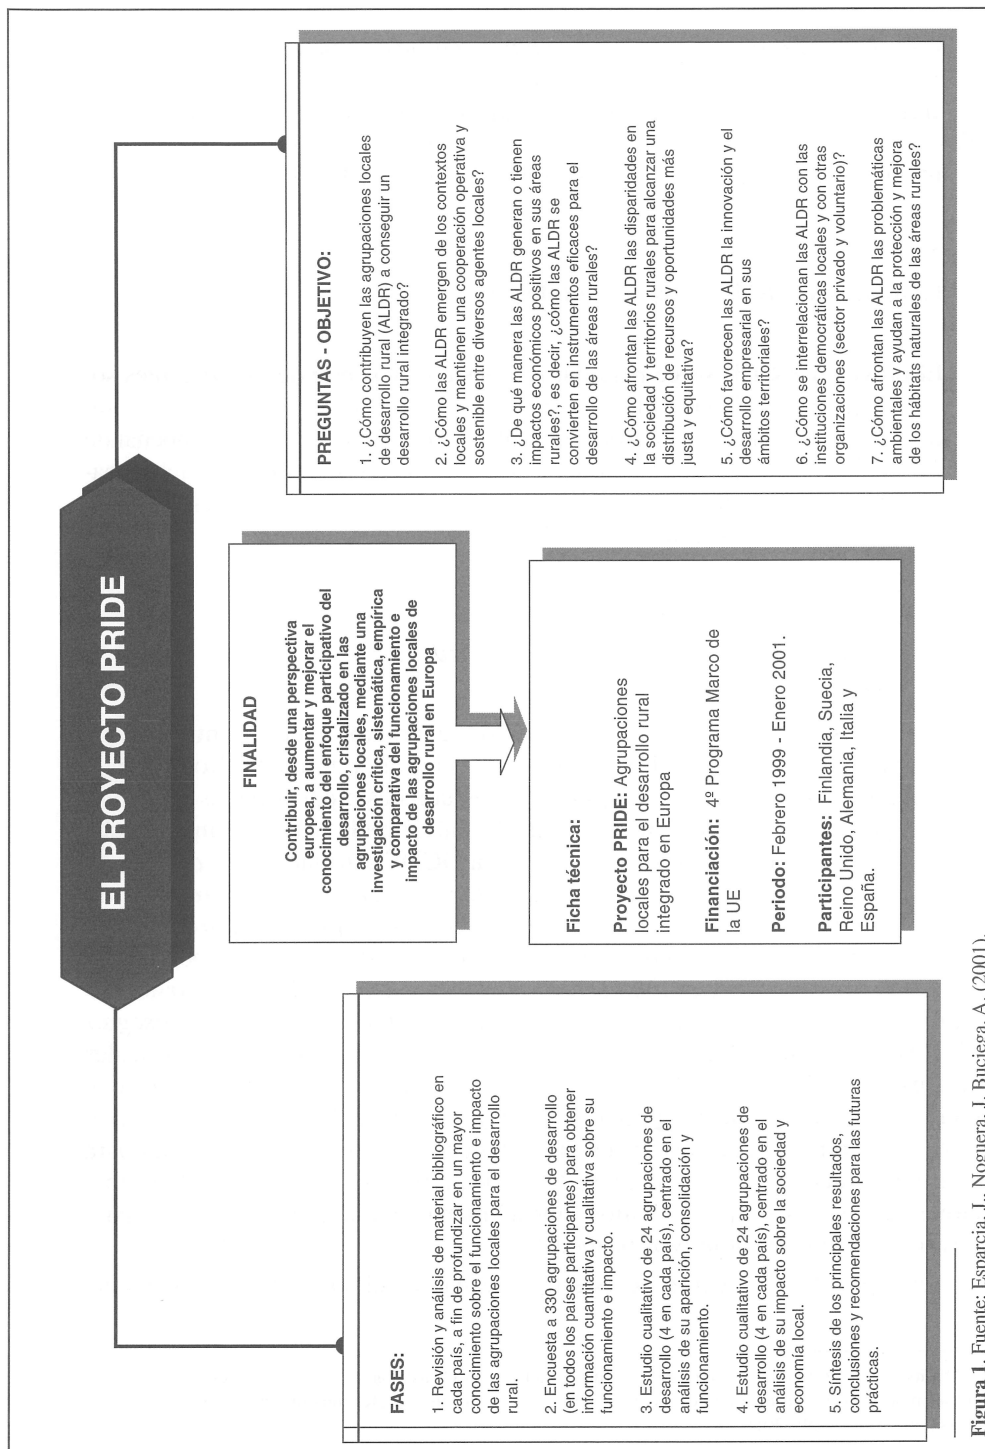 EL PROYECTO PRIDE
FASES:
1. Revisión y análisis de material bibliográfico en
cada país, a fin de profundizar en un mayor
conocimiento sobre el funcionamiento e impacto
de las agrupaciones locales para el desarrollo
rural.
2. Encuesta a 330 agrupaciones de desarrollo
(en todos los países participantes) para obtener
información cuantitativa y cualitativa sobre su
funcionamiento e impacto.
3. Estudio cualitativo de 24 agrupaciones de
desarrollo (4 en cada país), centrado en el
análisis de su aparición, consolidación y
funcionamiento.
4. Estudio cualitativo de 24 agrupaciones de
desarrollo (4 en cada país), centrado en el
análisis de su impacto sobre la sociedad y
economía local.
5. Síntesis de los principales resultados,
conclusiones y recomendaciones para las futuras
prácticas.
FINALIDAD
Contribuir, desde una perspectiva
europea, a aumentar y mejorar el
conocimiento del enfoque participativo del
desarrollo, cristalizado en las
agrupaciones locales, mediante una
investigación crítica, sistemática, empírica
y comparativa del funcionamiento e
impacto de las agrupaciones locales de
desarrollo rural en Europa
Ficha técnica:
Proyecto PRIDE: Agrupaciones
locales para el desarrollo rural
integrado en Europa
Financiación: 4º Programa Marco de
la UE
Periodo: Febrero 1999 - Enero 2001.
Participantes: Finlandia, Suecia,
Reino Unido, Alemania, Italia y
España.
PREGUNTAS - OBJETIVO:
1. ¿Cómo contribuyen las agrupaciones locales
de desarrollo rural (ALDR) a conseguir un
desarrollo rural integrado?
2. ¿Cómo las ALDR emergen de los contextos
locales y mantienen una cooperación operativa y
sostenible entre diversos agentes locales?
3. ¿De qué manera las ALDR generan o tienen
impactos económicos positivos en sus áreas
rurales?, es decir, ¿cómo las ALDR se
convierten en instrumentos eficaces para el
desarrollo de las áreas rurales?
4. ¿Cómo afrontan las ALDR las disparidades en
la sociedad y territorios rurales para alcanzar una
distribución de recursos y oportunidades más
justa y equitativa?
5. ¿Cómo favorecen las ALDR la innovación y el
desarrollo empresarial en sus
ámbitos territoriales?
6. ¿Cómo se interrelacionan las ALDR con las
instituciones democráticas locales y con otras
organizaciones (sector privado y voluntario)?
7. ¿Cómo afrontan las ALDR las problemáticas
ambientales y ayudan a la protección y mejora
de los hábitats naturales de las áreas rurales?
Figura 1. Fuente: Esparcia, J., Noguera, J. Buciega, A. (2001).